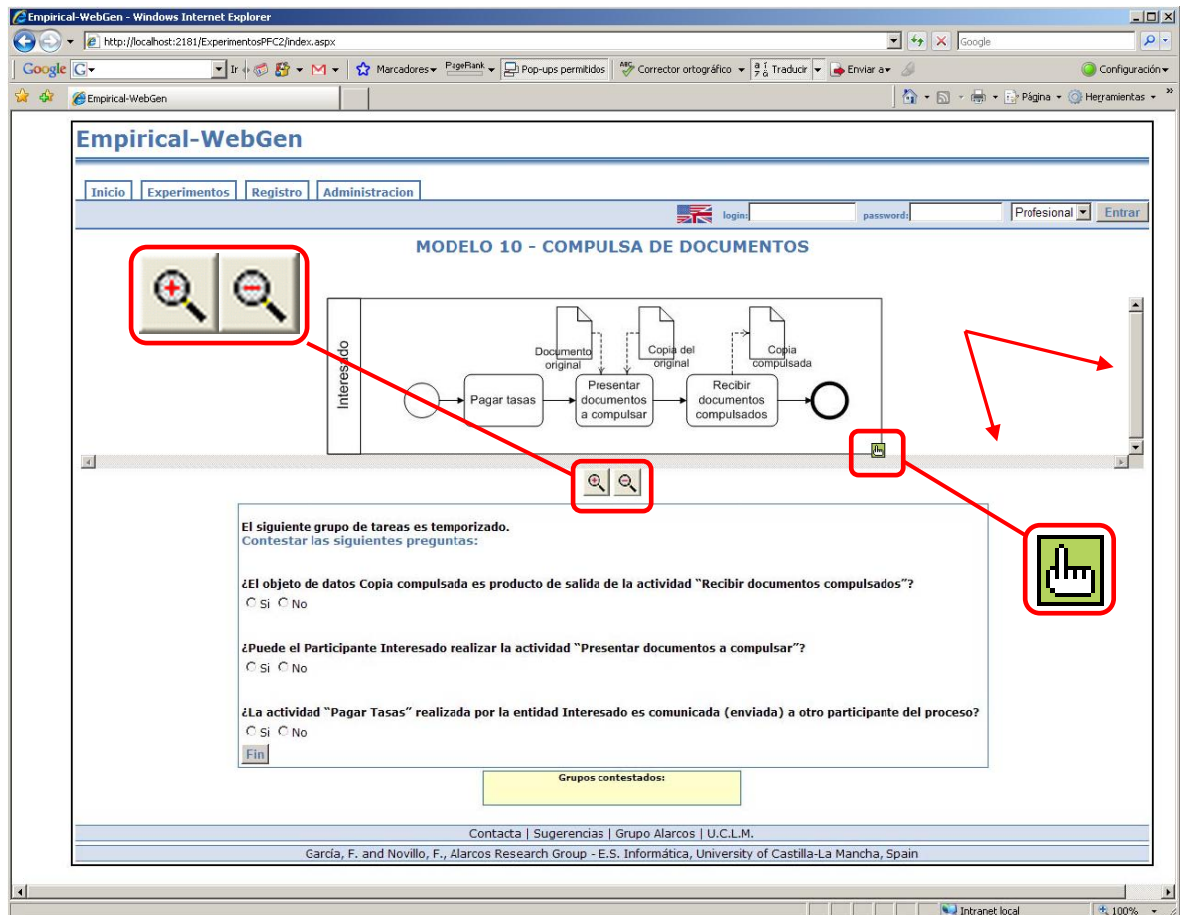 Empirical-WebGen - Windows Internet Explorer
http://localhost:2181/ExperimentosPFC2/index.aspx
Google
Google G Ir Marcadores PageRank Pop-ups permitidos Corrector ortográfico Traducir Enviar a Configuración
Empirical-WebGen
Página Herramientas »
Empirical-WebGen
Inicio Experimentos Registro Administracion
login: password: Profesional Entrar
MODELO 10 - COMPULSA DE DOCUMENTOS
Interesado
Documento
original
Copia del
original
Copia
compulsada
Pagar tasas
Presentar
documentos
a compulsar
Recibir
documentos
compulsados
El siguiente grupo de tareas es temporizado.
Contestar las siguientes preguntas:
¿El objeto de datos Copia compulsada es producto de salida de la actividad "Recibir documentos compulsados"?
Si No
¿Puede el Participante Interesado realizar la actividad "Presentar documentos a compulsar"?
Si No
¿La actividad "Pagar Tasas" realizada por la entidad Interesado es comunicada (enviada) a otro participante del proceso?
Si No
Fin
Grupos contestados:
Contacta | Sugerencias | Grupo Alarcos | U.C.L.M.
García, F. and Novillo, F., Alarcos Research Group - E.S. Informática, University of Castilla-La Mancha, Spain
Intranet local 100%